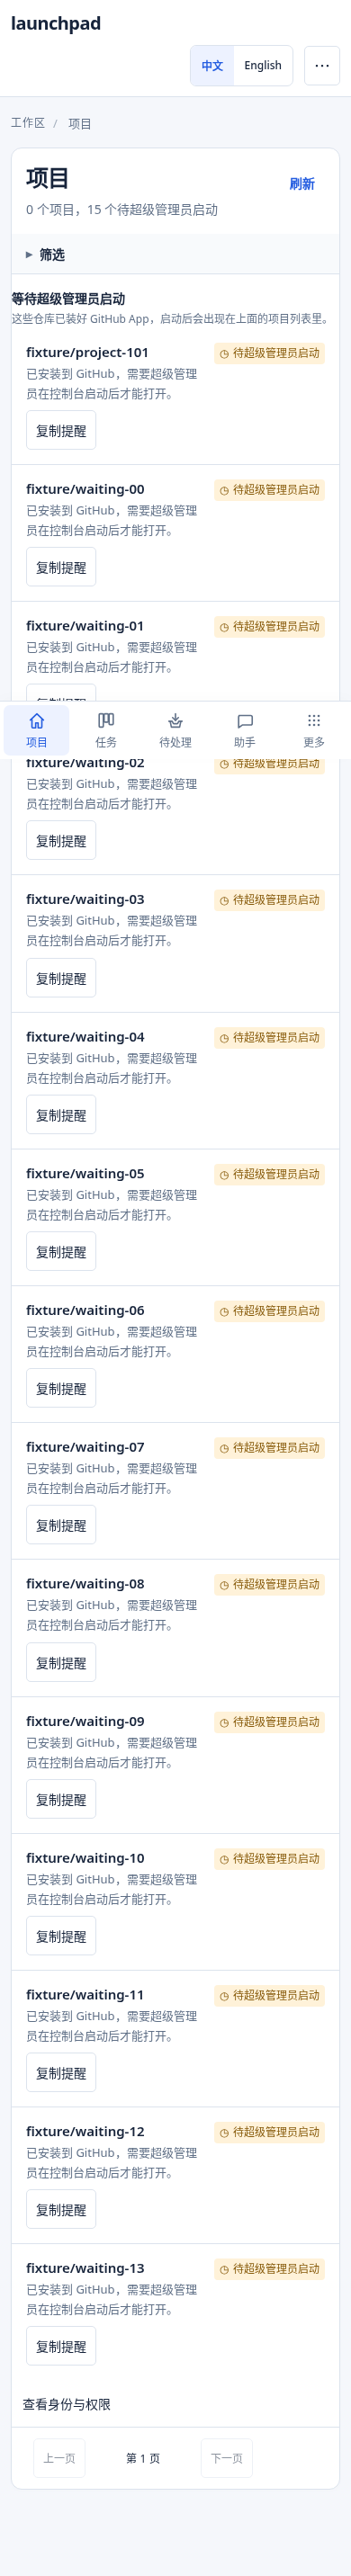 launchpad
中文 English ···
工作区 / 项目
项目
刷新
0 个项目，15 个待超级管理员启动
▶ 筛选
等待超级管理员启动
这些仓库已装好 GitHub App，启动后会出现在上面的项目列表里。
fixture/project-101 待超级管理员启动
已安装到 GitHub，需要超级管理
员在控制台启动后才能打开。
复制提醒
fixture/waiting-00 待超级管理员启动
已安装到 GitHub，需要超级管理
员在控制台启动后才能打开。
复制提醒
fixture/waiting-01 待超级管理员启动
已安装到 GitHub，需要超级管理
员在控制台启动后才能打开。
项目 任务 待处理 助手 更多
fixture/waiting-02 待超级管理员启动
已安装到 GitHub，需要超级管理
员在控制台启动后才能打开。
复制提醒
fixture/waiting-03 待超级管理员启动
已安装到 GitHub，需要超级管理
员在控制台启动后才能打开。
复制提醒
fixture/waiting-04 待超级管理员启动
已安装到 GitHub，需要超级管理
员在控制台启动后才能打开。
复制提醒
fixture/waiting-05 待超级管理员启动
已安装到 GitHub，需要超级管理
员在控制台启动后才能打开。
复制提醒
fixture/waiting-06 待超级管理员启动
已安装到 GitHub，需要超级管理
员在控制台启动后才能打开。
复制提醒
fixture/waiting-07 待超级管理员启动
已安装到 GitHub，需要超级管理
员在控制台启动后才能打开。
复制提醒
fixture/waiting-08 待超级管理员启动
已安装到 GitHub，需要超级管理
员在控制台启动后才能打开。
复制提醒
fixture/waiting-09 待超级管理员启动
已安装到 GitHub，需要超级管理
员在控制台启动后才能打开。
复制提醒
fixture/waiting-10 待超级管理员启动
已安装到 GitHub，需要超级管理
员在控制台启动后才能打开。
复制提醒
fixture/waiting-11 待超级管理员启动
已安装到 GitHub，需要超级管理
员在控制台启动后才能打开。
复制提醒
fixture/waiting-12 待超级管理员启动
已安装到 GitHub，需要超级管理
员在控制台启动后才能打开。
复制提醒
fixture/waiting-13 待超级管理员启动
已安装到 GitHub，需要超级管理
员在控制台启动后才能打开。
复制提醒
查看身份与权限
上一页 第 1 页 下一页